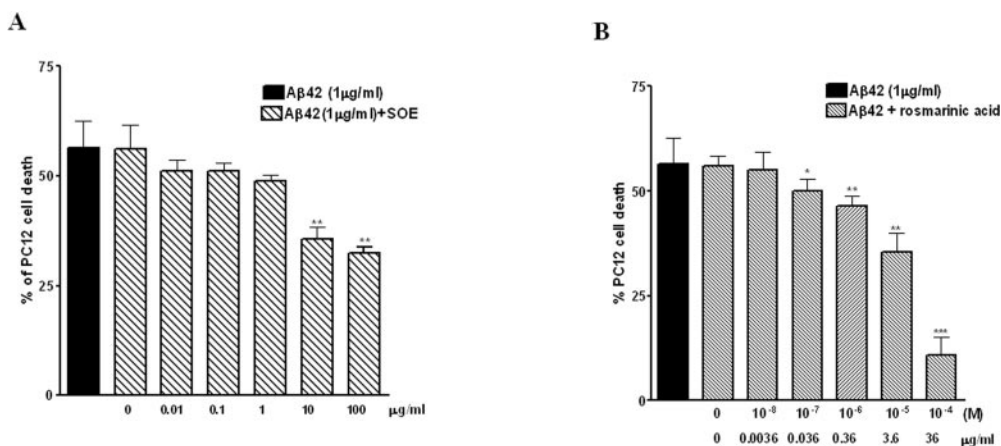 A
% of PC12 cell death
75
50
25
0
Aβ42 (1μg/ml)
Aβ42(1μg/ml)+SOE
**
**
0 0.01 0.1 1 10 100 μg/ml
B
% PC12 cell death
75
50
25
0
Aβ42 (1μg/ml)
Aβ42 + rosmarinic acid
*
**
**
***
0 10⁻⁸ 10⁻⁷ 10⁻⁶ 10⁻⁵ 10⁻⁴ (M)
0 0.0036 0.036 0.36 3.6 36 μg/ml